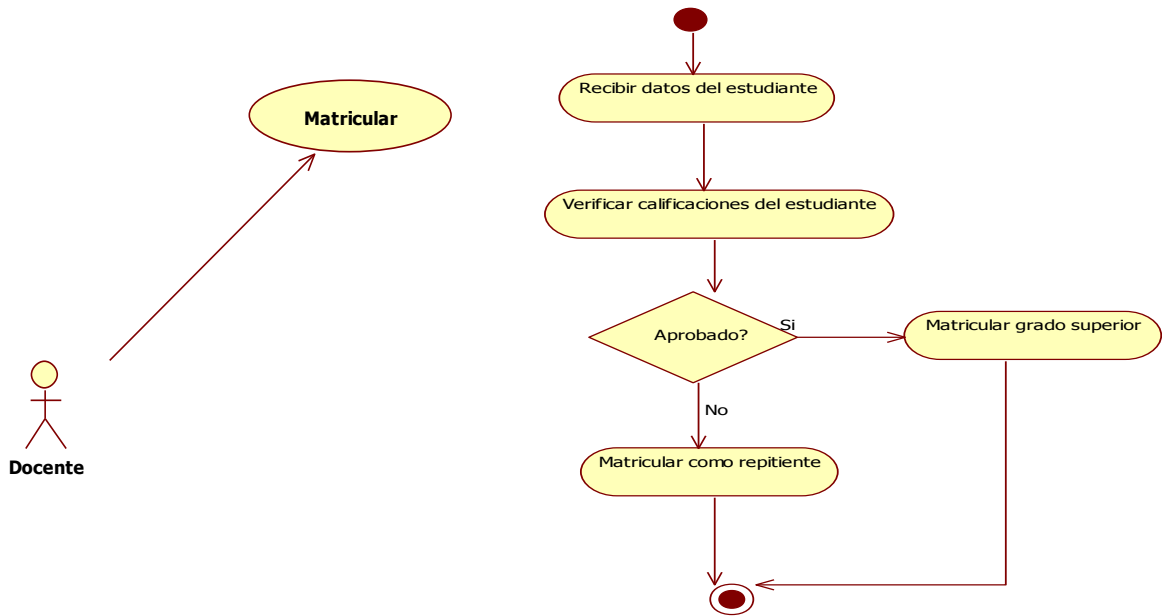 Matricular
Docente
Recibir datos del estudiante
Verificar calificaciones del estudiante
Aprobado?
Si
Matricular grado superior
No
Matricular como repitiente